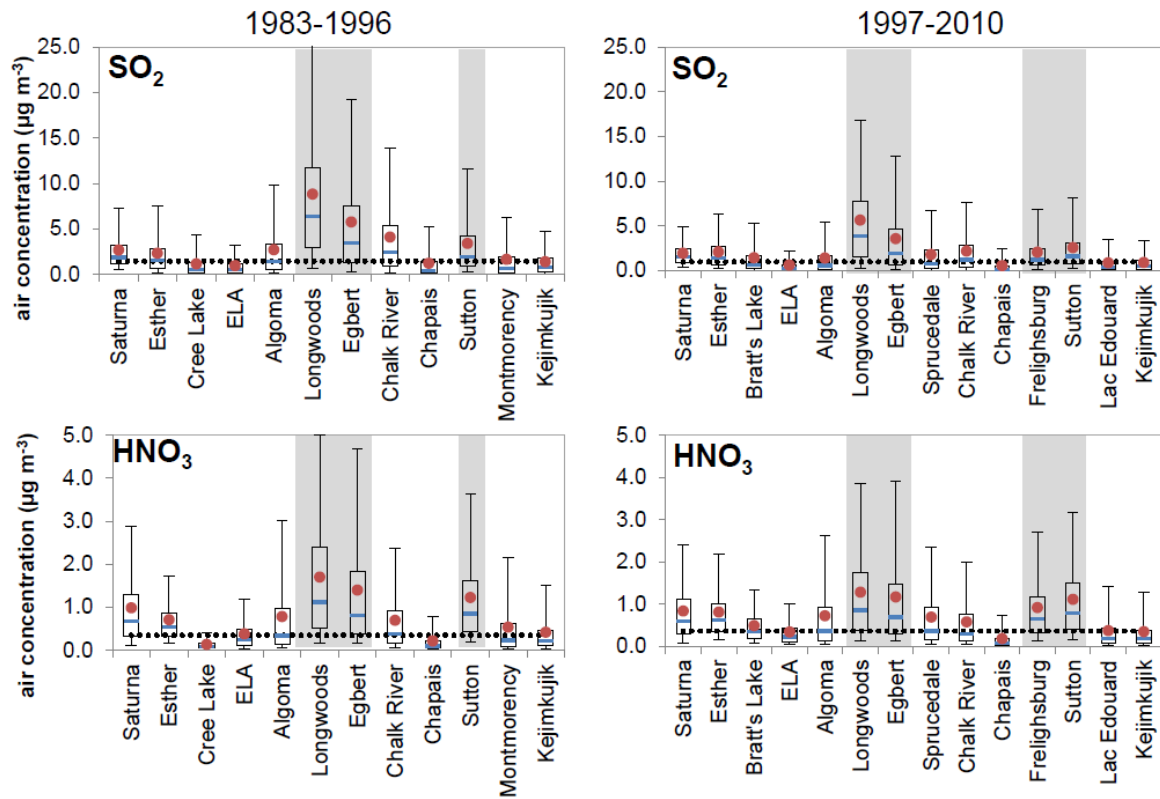 1983-1996
1997-2010
air concentration (µg m-3)
25.0
20.0
15.0
10.0
5.0
0.0
SO2
Saturna
Esther
Cree Lake
ELA
Algoma
Longwoods
Egbert
Chalk River
Chapais
Sutton
Montmorency
Kejimkujik
25.0
20.0
15.0
10.0
5.0
0.0
SO2
Saturna
Esther
Bratt's Lake
ELA
Algoma
Longwoods
Egbert
Sprucedale
Chalk River
Chapais
Frelighsburg
Sutton
Lac Edouard
Kejimkujik
air concentration (µg m-3)
5.0
4.0
3.0
2.0
1.0
0.0
HNO3
Saturna
Esther
Cree Lake
ELA
Algoma
Longwoods
Egbert
Chalk River
Chapais
Sutton
Montmorency
Kejimkujik
5.0
4.0
3.0
2.0
1.0
0.0
HNO3
Saturna
Esther
Bratt's Lake
ELA
Algoma
Longwoods
Egbert
Sprucedale
Chalk River
Chapais
Frelighsburg
Sutton
Lac Edouard
Kejimkujik